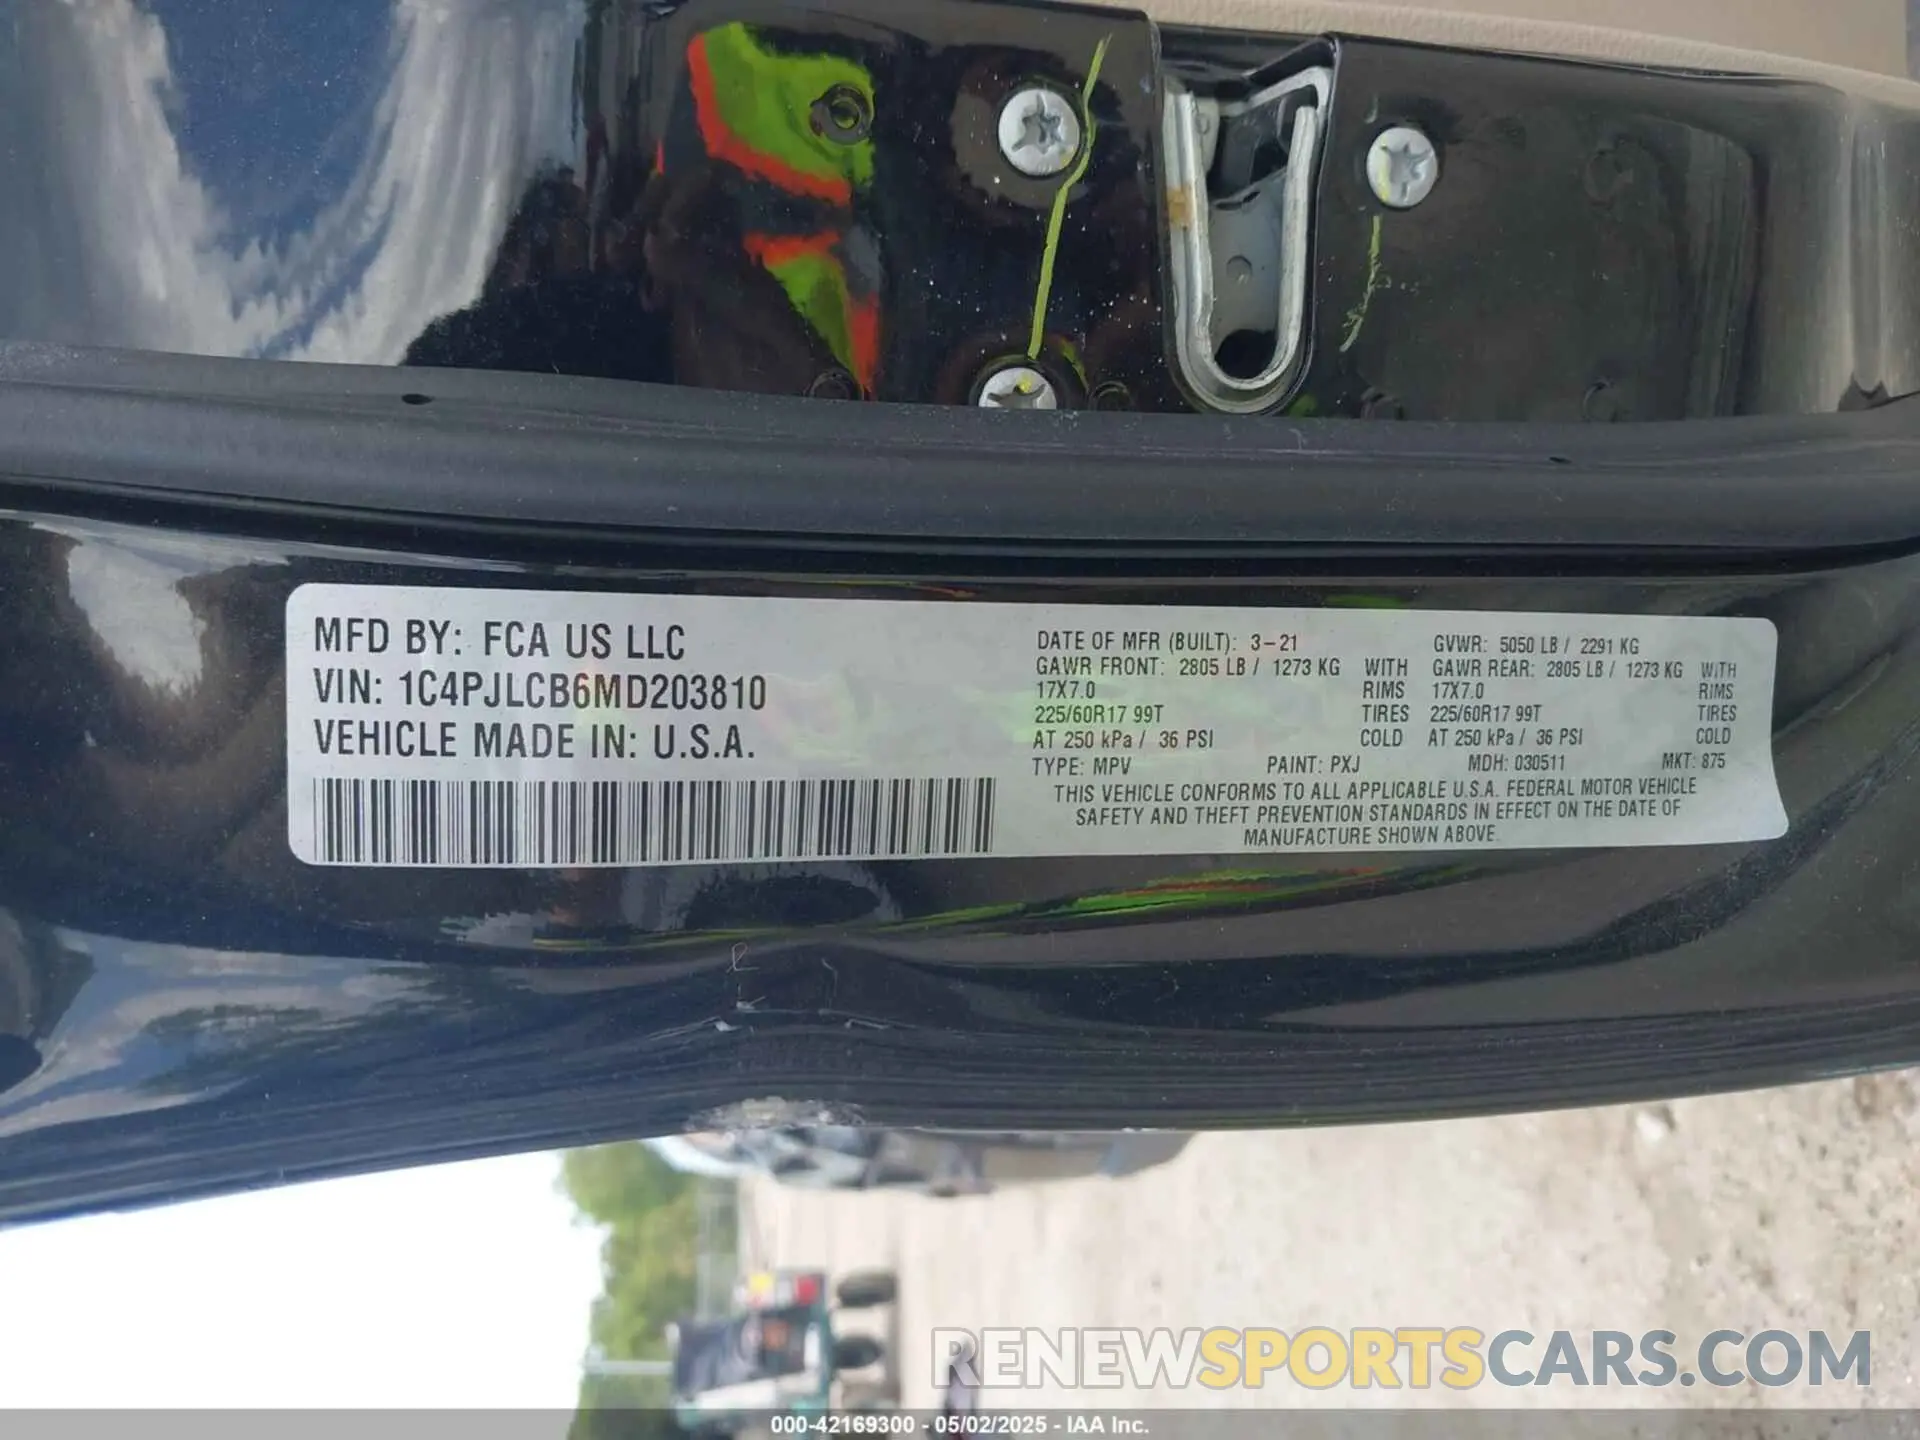 MFD BY: FCA US LLC
VIN: 1C4PJLCB6MD203810
VEHICLE MADE IN: U.S.A.
DATE OF MFR (BUILT): 3-21 GVWR: 5050 LB / 2291 KG
GAWR FRONT: 2805 LB / 1273 KG WITH GAWR REAR: 2805 LB / 1273 KG WITH
17X7.0 RIMS 17X7.0 RIMS
225/60R17 99T TIRES 225/60R17 99T TIRES
AT 250 kPa / 36 PSI COLD AT 250 kPa / 36 PSI COLD
TYPE: MPV PAINT: PXJ MDH: 030511 MKT: 875
THIS VEHICLE CONFORMS TO ALL APPLICABLE U.S.A. FEDERAL MOTOR VEHICLE
SAFETY AND THEFT PREVENTION STANDARDS IN EFFECT ON THE DATE OF
MANUFACTURE SHOWN ABOVE.
RENEWSPORTSCARS.COM
000-42169300 - 05/02/2025 - IAA Inc.